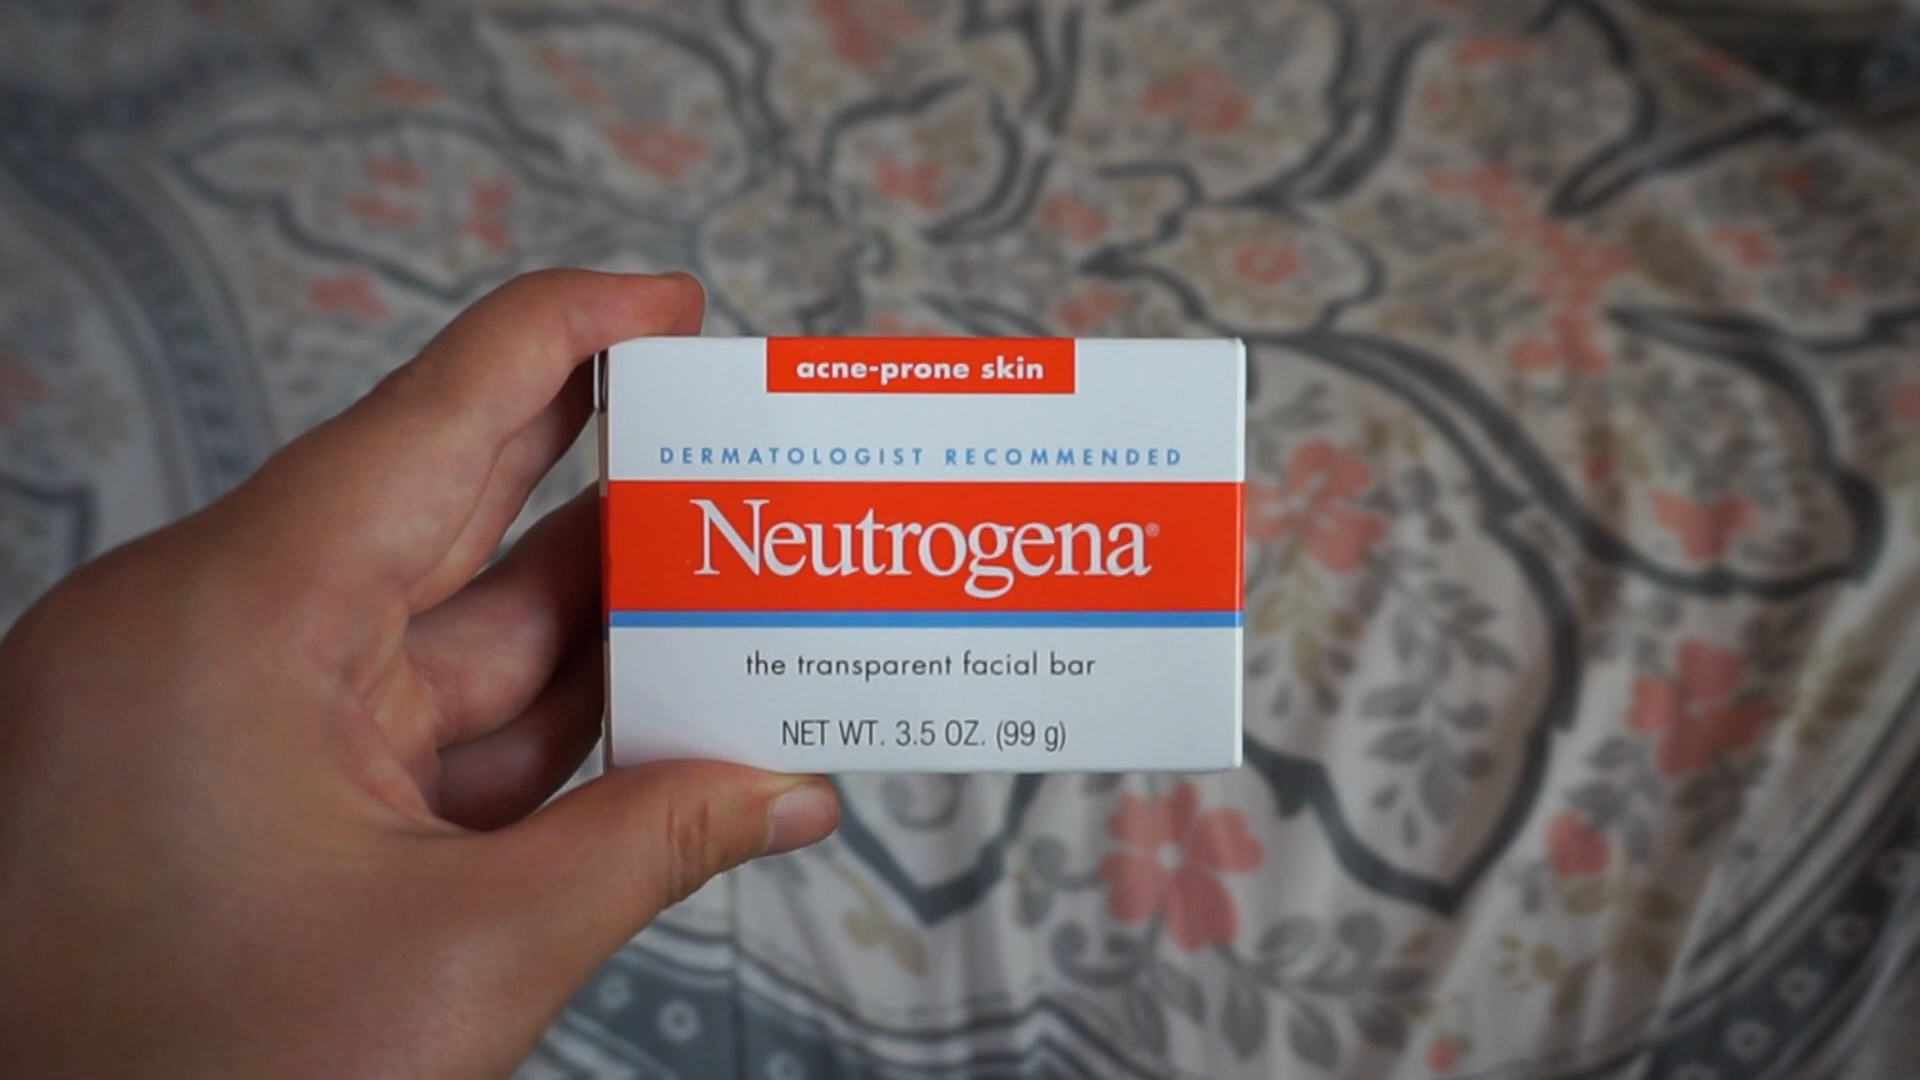 acne-prone skin
DERMATOLOGIST RECOMMENDED
Neutrogena®
the transparent facial bar
NET WT. 3.5 OZ. (99 g)